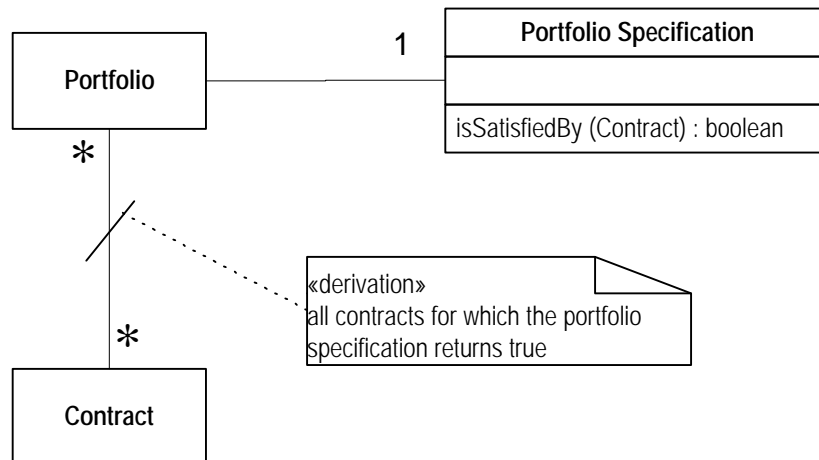 Portfolio Specification
1
Portfolio
isSatisfiedBy (Contract) : boolean
*
«derivation»
all contracts for which the portfolio
specification returns true
*
Contract